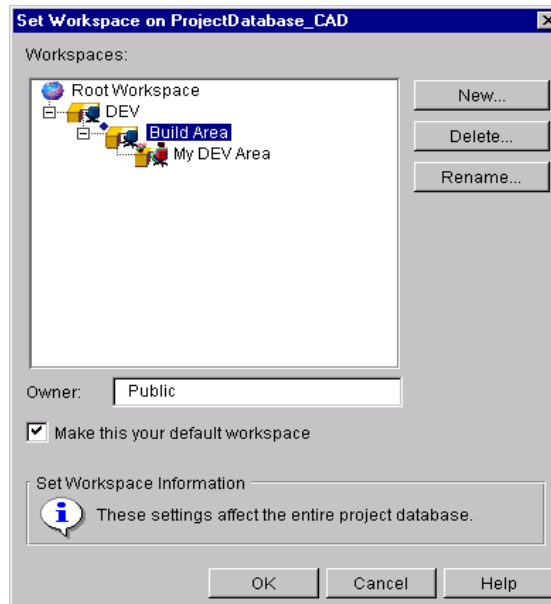 Set Workspace on ProjectDatabase_CAD
Workspaces:
Root Workspace
DEV
Build Area
My DEV Area
New...
Delete...
Rename...
Owner: Public
Make this your default workspace
Set Workspace Information
These settings affect the entire project database.
OK Cancel Help